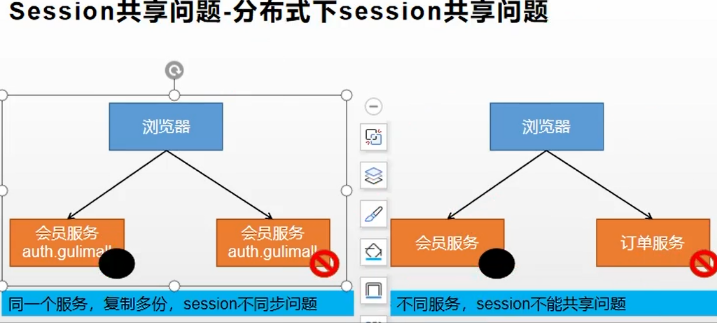 Session共享问题-分布式下session共享问题
浏览器
会员服务
auth.gulimall
会员服务
auth.gulimall
同一个服务，复制多份，session不同步问题
浏览器
会员服务
订单服务
不同服务，session不能共享问题